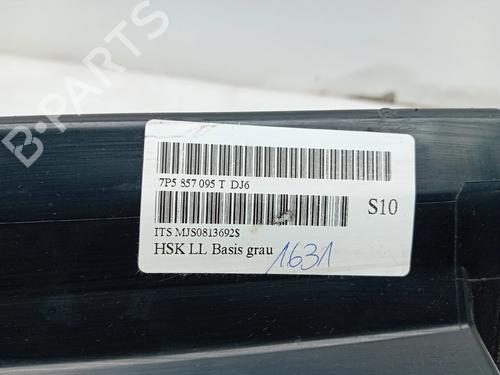 B-PARTS
7P5 857 095 T DJ6
S10
ITS MJS0813692S
HSK LL Basis grau
1631